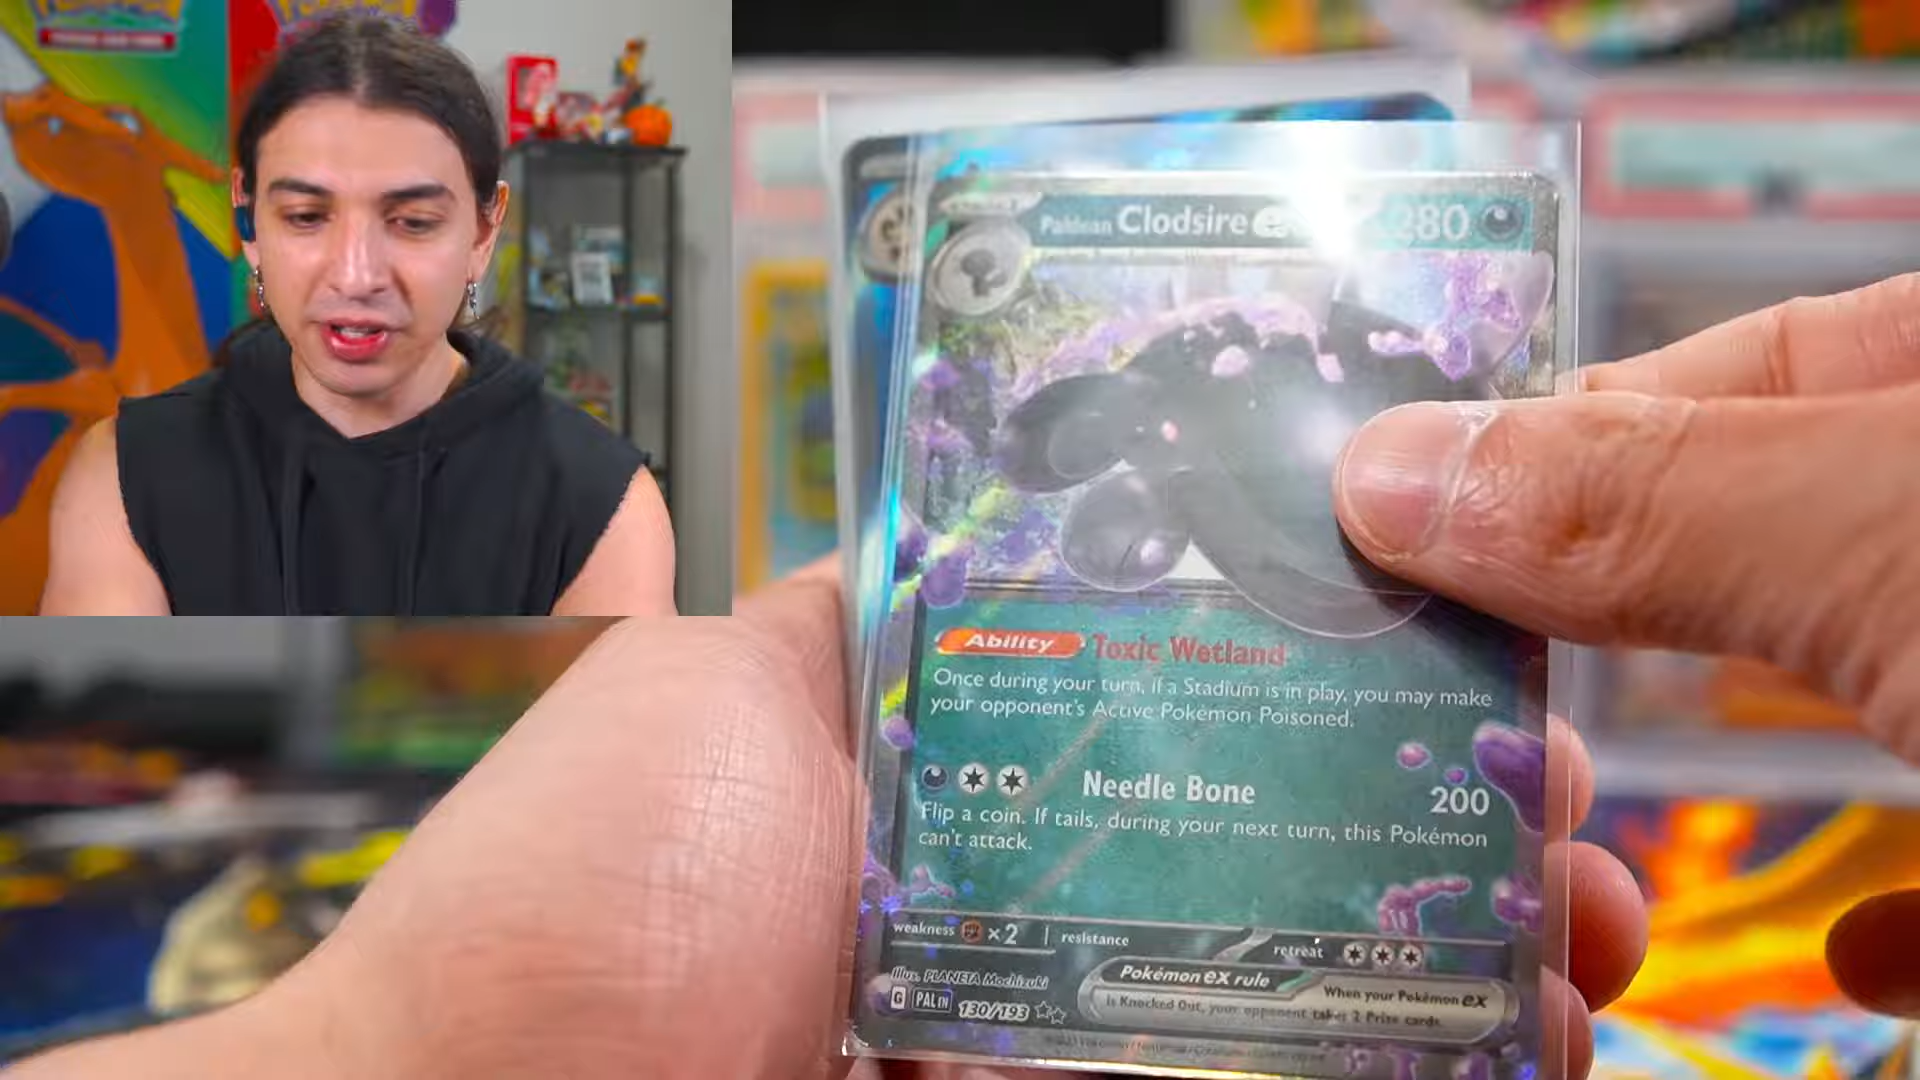 Paldean Clodsire ex 280
Ability Toxic Wetland
Once during your turn, if a Stadium is in play, you may make
your opponent's Active Pokémon Poisoned.
Needle Bone 200
Flip a coin. If tails, during your next turn, this Pokémon
can't attack.
weakness ×2 | resistance
retreat
Illus. PLANETA Mochizuki
Pokémon ex rule
When your Pokémon ex
is Knocked Out, your opponent takes 2 Prize cards.
G PAL EN 130/193